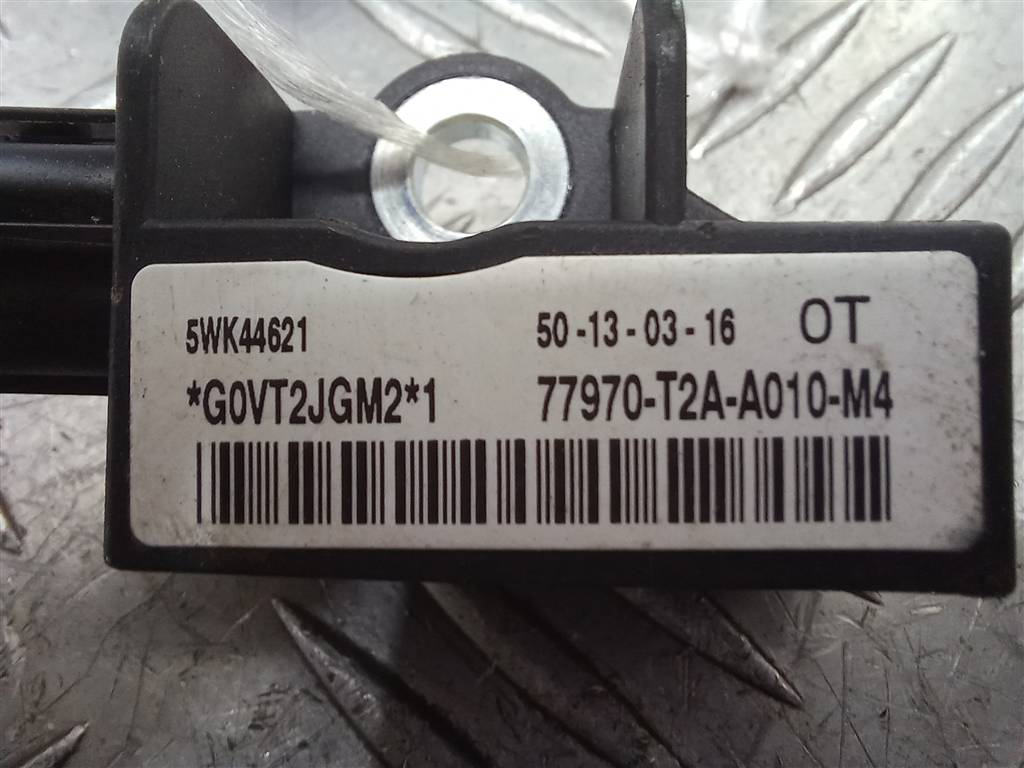 5WK44621 50-13-03-16 OT
*G0VT2JGM2*1 77970-T2A-A010-M4